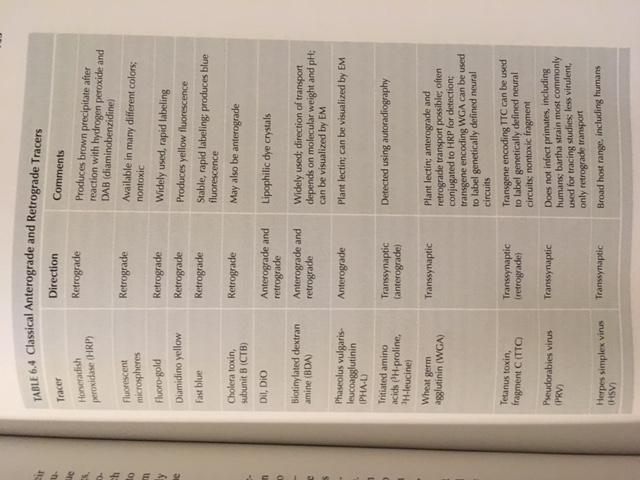 TABLE 6.4 Classical Anterograde and Retrograde Tracers
Tracer Direction Comments
Horseradish Retrograde Produces brown precipitate after
peroxidase (HRP) reaction with hydrogen peroxide and
DAB (diaminobenzidine)
Fluorescent Retrograde Available in many different colors;
microspheres nontoxic
Fluoro-gold Retrograde Widely used, rapid labeling
Diamidino yellow Retrograde Produces yellow fluorescence
Fast blue Retrograde Stable, rapid labeling; produces blue
fluorescence
Cholera toxin, Retrograde May also be anterograde
subunit B (CTB)
DiI, DiO Anterograde and Lipophilic dye crystals
retrograde
Biotinylated dextran Anterograde and Widely used; direction of transport
amine (BDA) retrograde depends on molecular weight and pH;
can be visualized by EM
Phaseolus vulgaris- Anterograde Plant lectin; can be visualized by EM
leucoagglutinin
(PHA-L)
Tritiated amino Transsynaptic Detected using autoradiography
acids (³H-proline, (anterograde)
³H-leucine)
Wheat germ Transsynaptic Plant lectin; anterograde and
agglutinin (WGA) retrograde transport possible; often
conjugated to HRP for detection;
transgene encoding WGA can be used
to label genetically defined neural
circuits
Tetanus toxin, Transsynaptic Transgene encoding TTC can be used
fragment C (TTC) (retrograde) to label genetically defined neural
circuits; nontoxic fragment
Pseudorabies virus Transsynaptic Does not infect primates, including
(PRV) humans; bartha strain most commonly
used for tracing studies; less virulent,
only retrograde transport
Herpes simplex virus Transsynaptic Broad host range, including humans
(HSV)